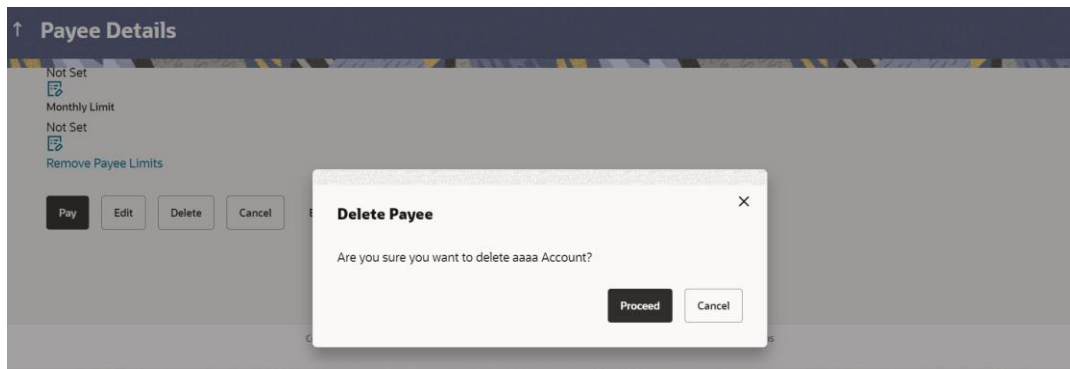 Payee Details
Not Set
Monthly Limit
Not Set
Remove Payee Limits
Pay Edit Delete Cancel
Delete Payee
Are you sure you want to delete aaaa Account?
Proceed Cancel